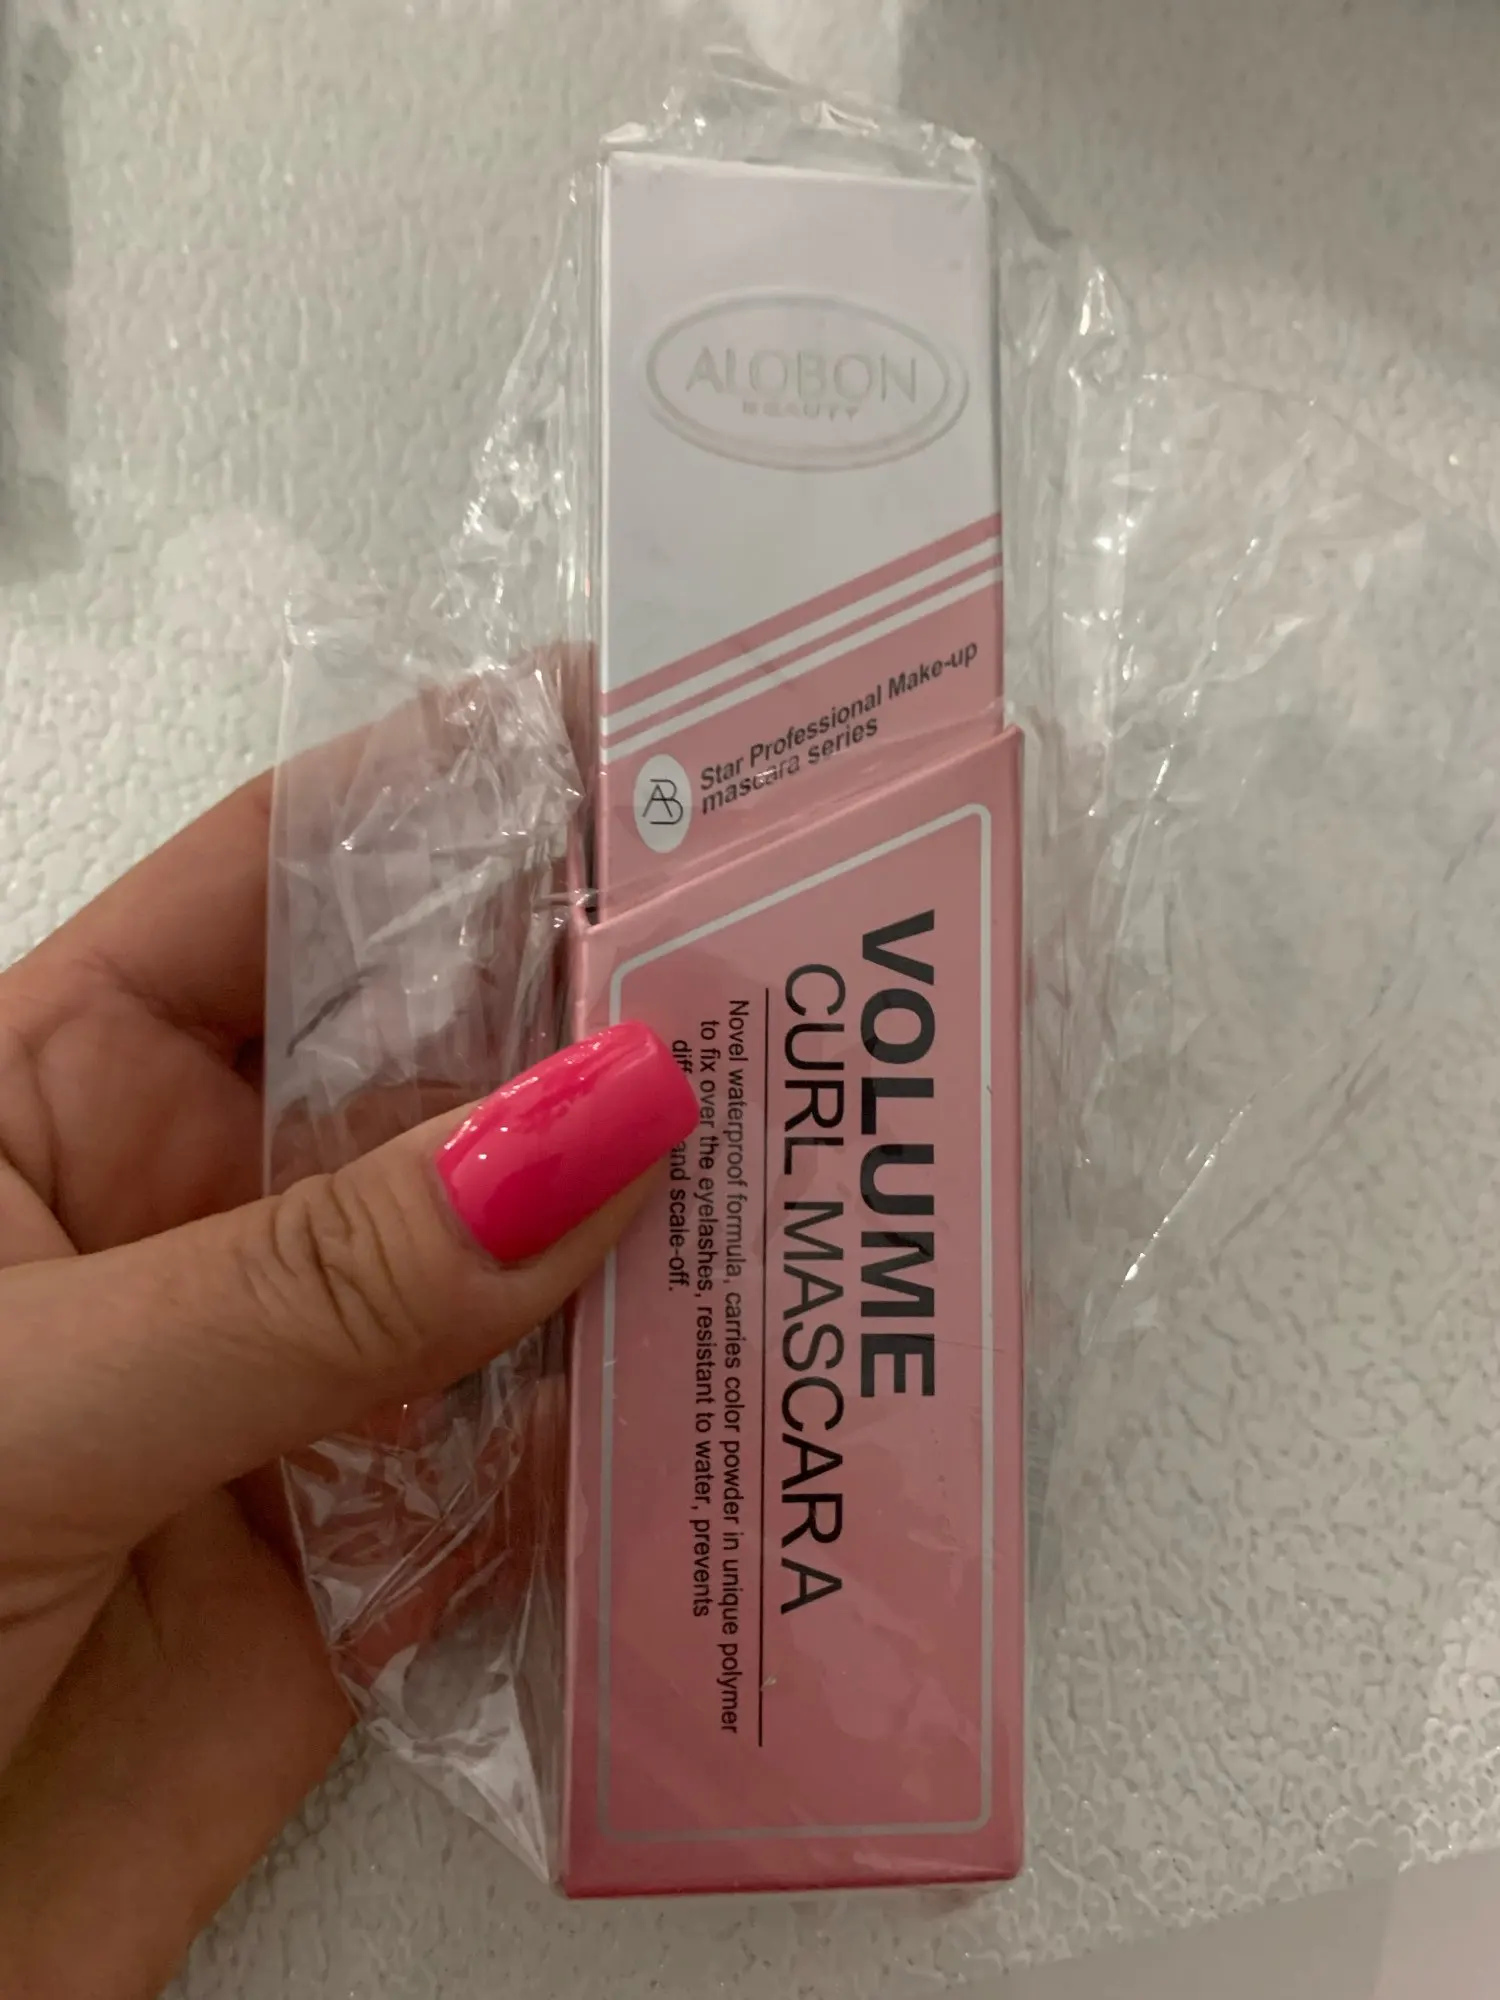 ALOBON
BEAUTY
Star Professional Make-up
mascara series
VOLUME
CURL MASCARA
Novel waterproof formula, carries color powder in unique polymer
to fix over the eyelashes, resistant to water, prevents
and scale-off.